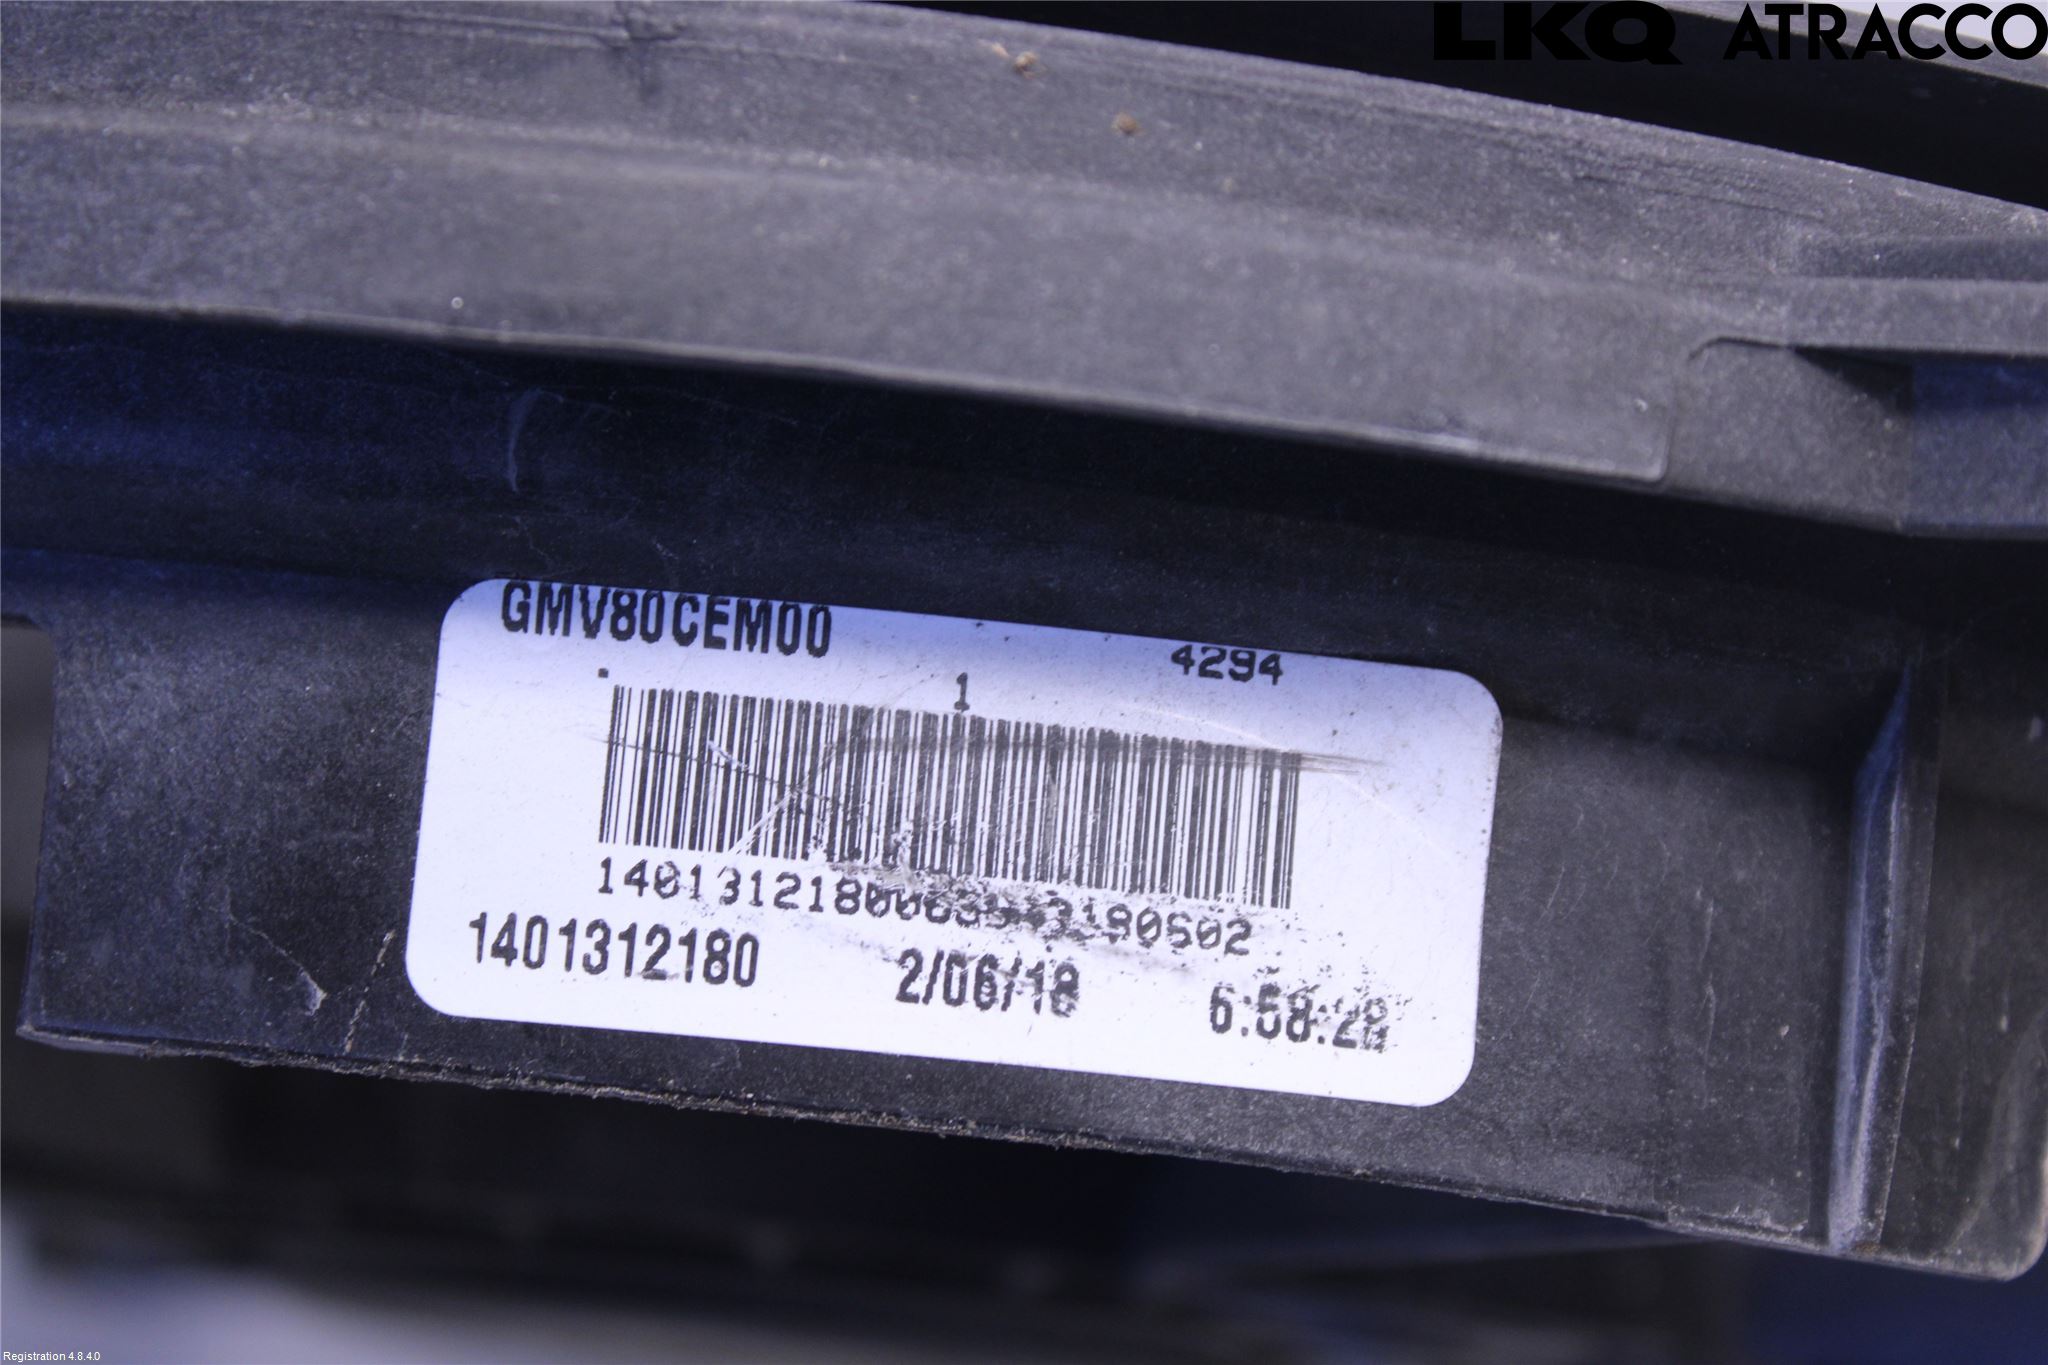 LKQ ATRACCO
GMV80CEM00
4294
1
1401312180
2/06/18
Registration 4.8.4.0